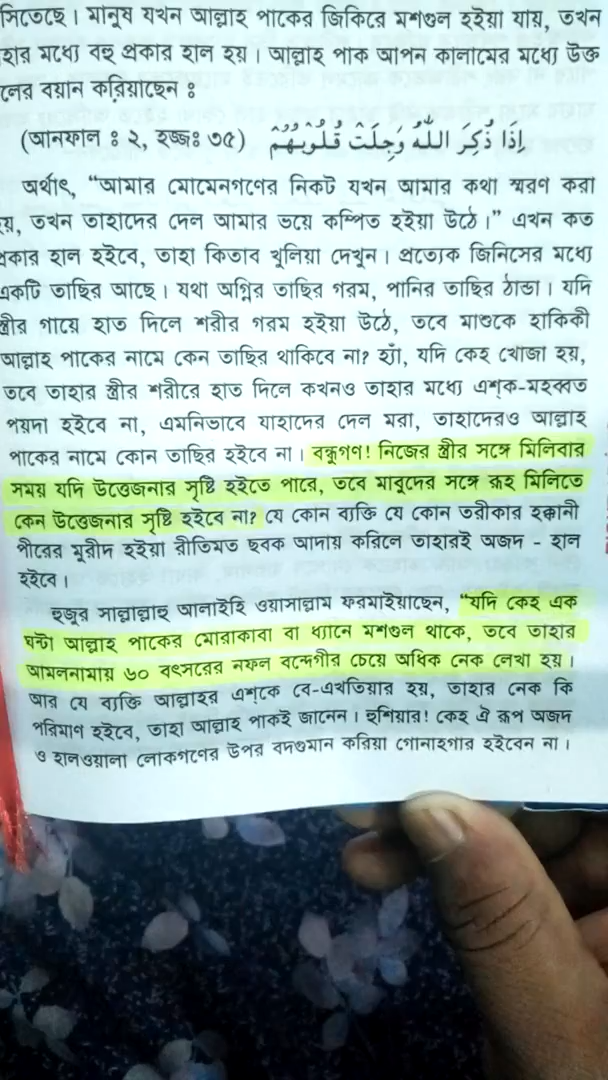 সিতেছে। মানুষ যখন আল্লাহ পাকের জিকিরে মশগুল হইয়া যায়, তখন
হার মধ্যে বহু প্রকার হাল হয়। আল্লাহ পাক আপন কালামের মধ্যে উক্ত
লের বয়ান করিয়াছেন ঃ
(আনফাল ঃ ২, হজ্জঃ ৩৫) إِذَا ذُكِرَ اللّٰهُ وَجِلَتْ قُلُوْبُهُمْ
অর্থাৎ, “আমার মোমেনগণের নিকট যখন আমার কথা স্মরণ করা
য়, তখন তাহাদের দেল আমার ভয়ে কম্পিত হইয়া উঠে।” এখন কত
প্রকার হাল হইবে, তাহা কিতাব খুলিয়া দেখুন। প্রত্যেক জিনিসের মধ্যে
একটি তাছির আছে। যথা অগ্নির তাছির গরম, পানির তাছির ঠান্ডা। যদি
স্ত্রীর গায়ে হাত দিলে শরীর গরম হইয়া উঠে, তবে মাশুকে হাকিকী
আল্লাহ পাকের নামে কেন তাছির থাকিবে না? হ্যাঁ, যদি কেহ খোজা হয়,
তবে তাহার স্ত্রীর শরীরে হাত দিলে কখনও তাহার মধ্যে এশ্‌ক-মহব্বত
পয়দা হইবে না, এমনিভাবে যাহাদের দেল মরা, তাহাদেরও আল্লাহ
পাকের নামে কোন তাছির হইবে না। বন্ধুগণ! নিজের স্ত্রীর সঙ্গে মিলিবার
সময় যদি উত্তেজনার সৃষ্টি হইতে পারে, তবে মাবুদের সঙ্গে রূহ মিলিতে
কেন উত্তেজনার সৃষ্টি হইবে না? যে কোন ব্যক্তি যে কোন তরীকার হক্কানী
পীরের মুরীদ হইয়া রীতিমত ছবক আদায় করিলে তাহারই অজদ - হাল
হইবে।
হুজুর সাল্লাল্লাহু আলাইহি ওয়াসাল্লাম ফরমাইয়াছেন, “যদি কেহ এক
ঘন্টা আল্লাহ পাকের মোরাকাবা বা ধ্যানে মশগুল থাকে, তবে তাহার
আমলনামায় ৬০ বৎসরের নফল বন্দেগীর চেয়ে অধিক নেক লেখা হয়।
আর যে ব্যক্তি আল্লাহর এশ্‌কে বে-এখতিয়ার হয়, তাহার নেক কি
পরিমাণ হইবে, তাহা আল্লাহ পাকই জানেন। হুশিয়ার! কেহ ঐ রূপ অজদ
ও হালওয়ালা লোকগণের উপর বদগুমান করিয়া গোনাহগার হইবেন না।